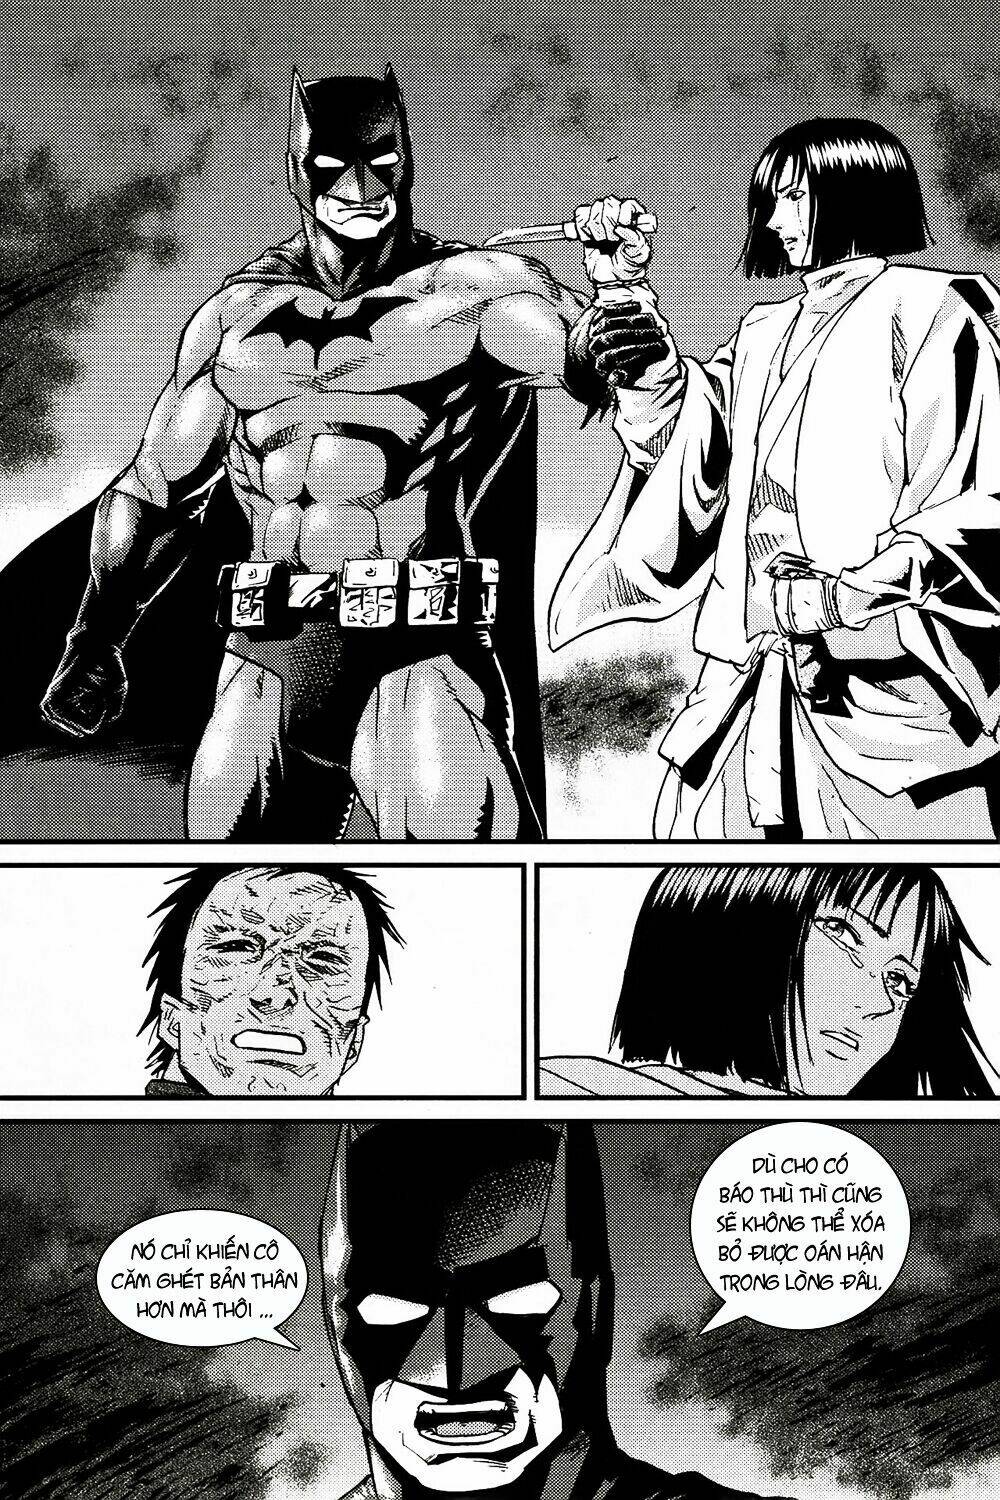 DÙ CHO CÓ
BÁO THÙ THÌ CŨNG
SẼ KHÔNG THỂ XÓA
BỎ ĐƯỢC OÁN HẬN
TRONG LÒNG ĐÂU.
NÓ CHỈ KHIẾN CÔ
CĂM GHÉT BẢN THÂN
HƠN MÀ THÔI ...